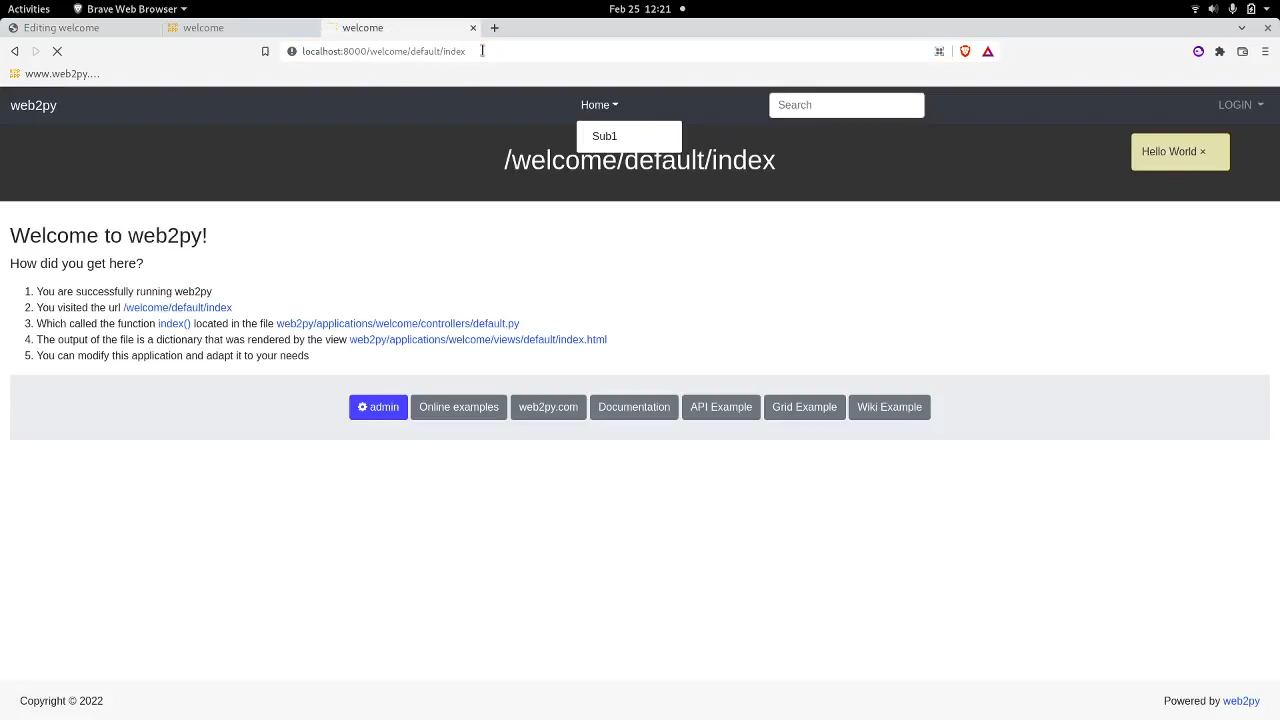 Activities Brave Web Browser Feb 25 12:21
Editing welcome welcome welcome
localhost:8000/welcome/default/index
www.web2py....
web2py Home Search LOGIN
Sub1
/welcome/default/index
Hello World ×
Welcome to web2py!
How did you get here?
1. You are successfully running web2py
2. You visited the url /welcome/default/index
3. Which called the function index() located in the file web2py/applications/welcome/controllers/default.py
4. The output of the file is a dictionary that was rendered by the view web2py/applications/welcome/views/default/index.html
5. You can modify this application and adapt it to your needs
admin Online examples web2py.com Documentation API Example Grid Example Wiki Example
Copyright © 2022 Powered by web2py